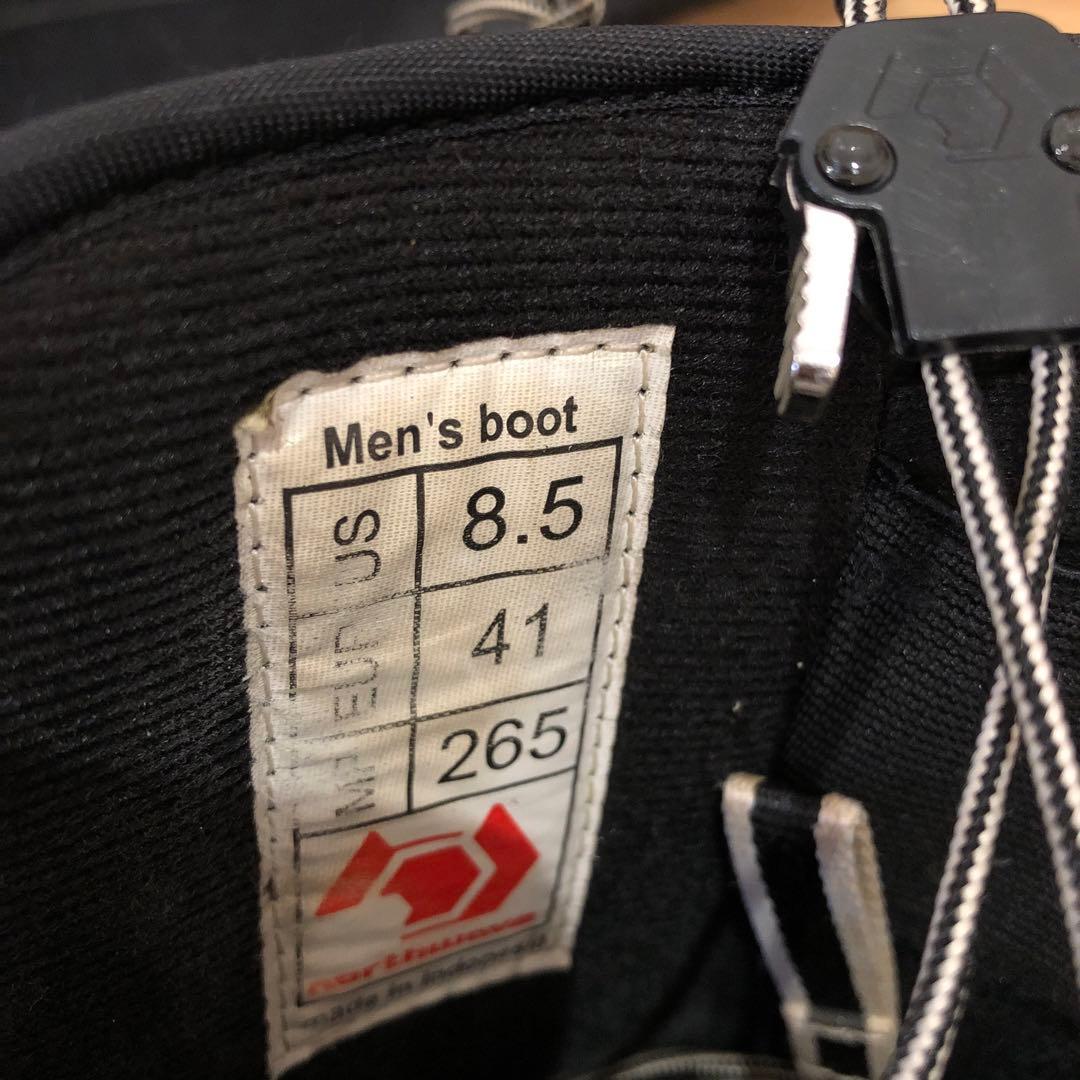 Men's boot
US 8.5
EUR 41
MP 265
northwave
made in Indonesia